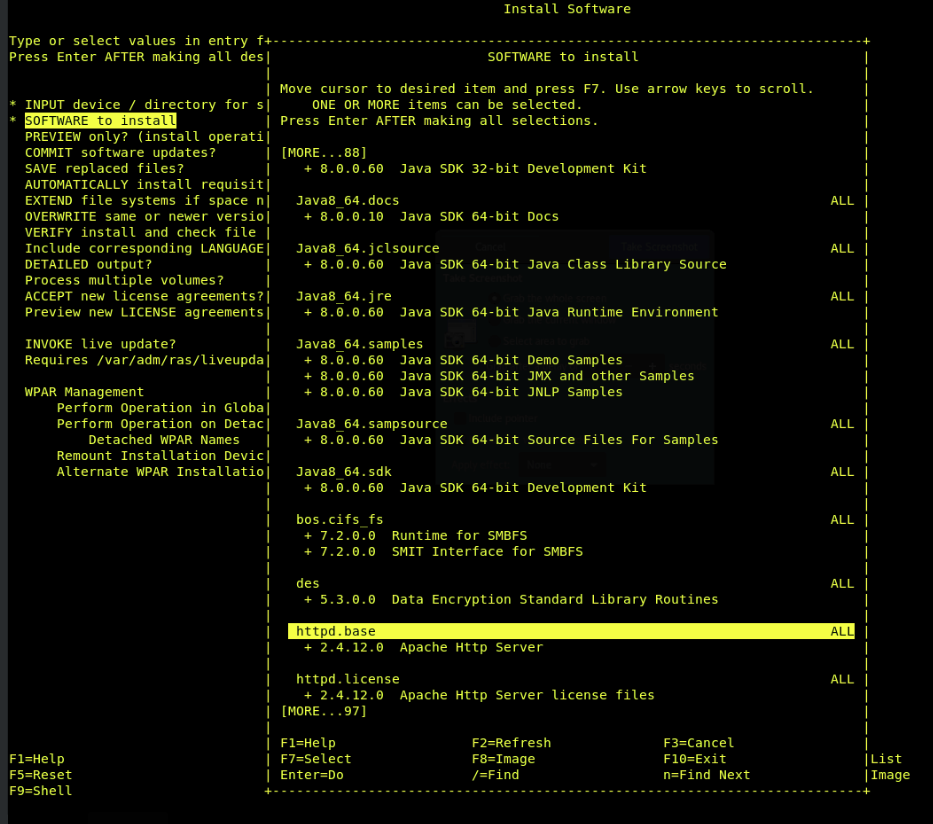 Install Software
Type or select values in entry f+--------------------------------------------------------------------------+
Press Enter AFTER making all des| SOFTWARE to install |
| |
| Move cursor to desired item and press F7. Use arrow keys to scroll. |
* INPUT device / directory for s| ONE OR MORE items can be selected. |
* SOFTWARE to install | Press Enter AFTER making all selections. |
PREVIEW only? (install operati| |
COMMIT software updates? | [MORE...88] |
SAVE replaced files? | + 8.0.0.60 Java SDK 32-bit Development Kit |
AUTOMATICALLY install requisit| |
EXTEND file systems if space n| Java8_64.docs ALL |
OVERWRITE same or newer versio| + 8.0.0.10 Java SDK 64-bit Docs |
VERIFY install and check file | |
Include corresponding LANGUAGE| Java8_64.jclsource ALL |
DETAILED output? | + 8.0.0.60 Java SDK 64-bit Java Class Library Source |
Process multiple volumes? | |
ACCEPT new license agreements?| Java8_64.jre ALL |
Preview new LICENSE agreements| + 8.0.0.60 Java SDK 64-bit Java Runtime Environment |
| |
INVOKE live update? | Java8_64.samples ALL |
Requires /var/adm/ras/liveupda| + 8.0.0.60 Java SDK 64-bit Demo Samples |
| + 8.0.0.60 Java SDK 64-bit JMX and other Samples |
WPAR Management | + 8.0.0.60 Java SDK 64-bit JNLP Samples |
Perform Operation in Globa| |
Perform Operation on Detac| Java8_64.sampsource ALL |
Detached WPAR Names | + 8.0.0.60 Java SDK 64-bit Source Files For Samples |
Remount Installation Devic| |
Alternate WPAR Installatio| Java8_64.sdk ALL |
| + 8.0.0.60 Java SDK 64-bit Development Kit |
| |
| bos.cifs_fs ALL |
| + 7.2.0.0 Runtime for SMBFS |
| + 7.2.0.0 SMIT Interface for SMBFS |
| |
| des ALL |
| + 5.3.0.0 Data Encryption Standard Library Routines |
| |
| httpd.base ALL |
| + 2.4.12.0 Apache Http Server |
| |
| httpd.license ALL |
| + 2.4.12.0 Apache Http Server license files |
| [MORE...97] |
| |
| F1=Help F2=Refresh F3=Cancel |
F1=Help | F7=Select F8=Image F10=Exit |List
F5=Reset | Enter=Do /=Find n=Find Next |Image
F9=Shell +--------------------------------------------------------------------------+